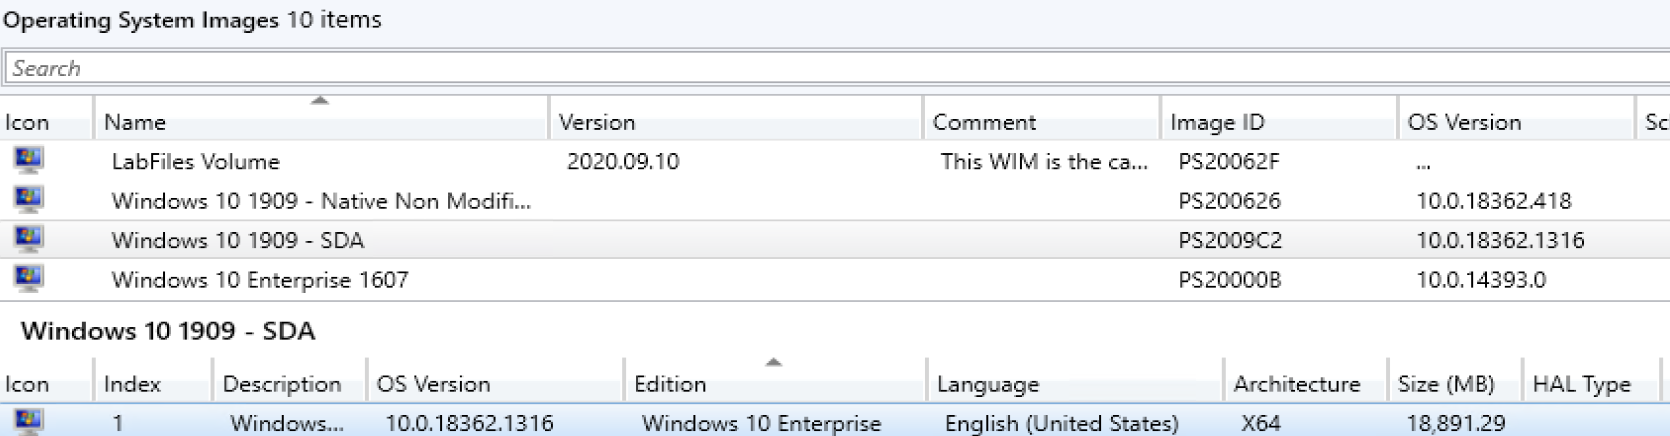 Operating System Images 10 items
Search
Icon Name Version Comment Image ID OS Version
LabFiles Volume 2020.09.10 This WIM is the ca... PS20062F ...
Windows 10 1909 - Native Non Modifi... PS200626 10.0.18362.418
Windows 10 1909 - SDA PS2009C2 10.0.18362.1316
Windows 10 Enterprise 1607 PS20000B 10.0.14393.0
Windows 10 1909 - SDA
Icon Index Description OS Version Edition Language Architecture Size (MB) HAL Type
1 Windows... 10.0.18362.1316 Windows 10 Enterprise English (United States) X64 18,891.29